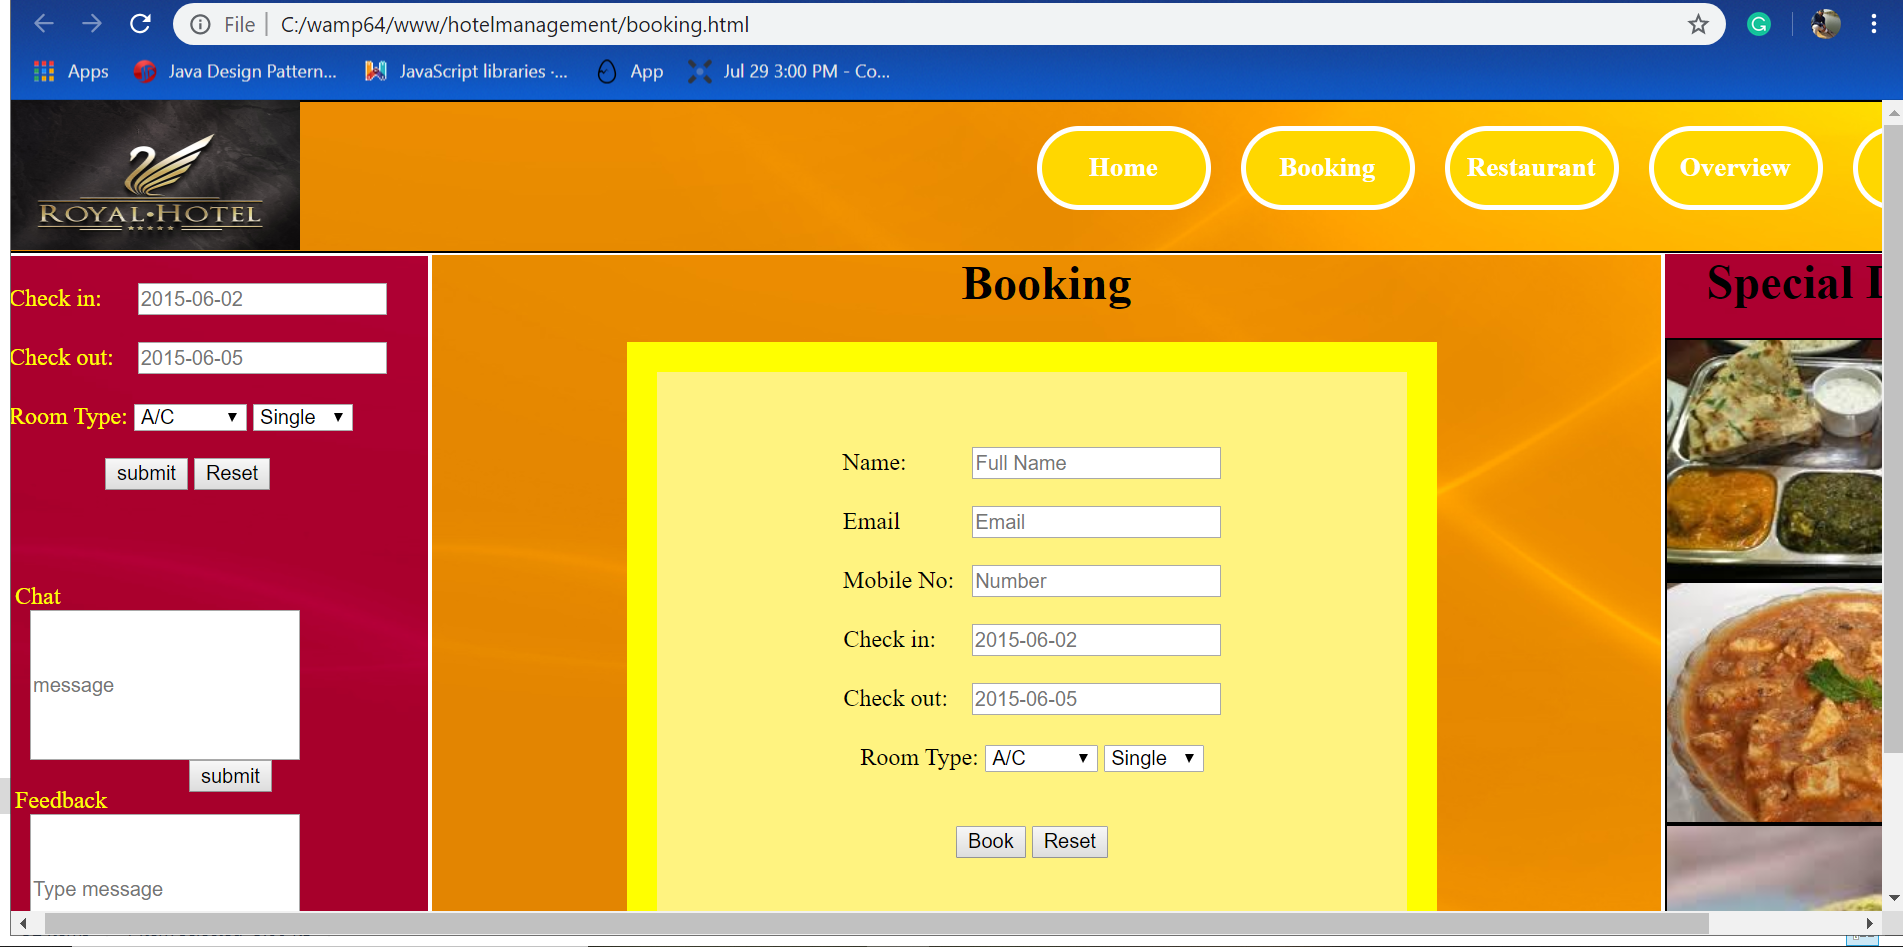 File | C:/wamp64/www/hotelmanagement/booking.html
Apps Java Design Pattern... JavaScript libraries ·... App Jul 29 3:00 PM - Co...
ROYAL·HOTEL
Home Booking Restaurant Overview
Check in: 2015-06-02
Check out: 2015-06-05
Room Type: A/C Single
submit Reset
Chat
message
submit
Feedback
Type message
Booking
Name: Full Name
Email Email
Mobile No: Number
Check in: 2015-06-02
Check out: 2015-06-05
Room Type: A/C Single
Book Reset
Special